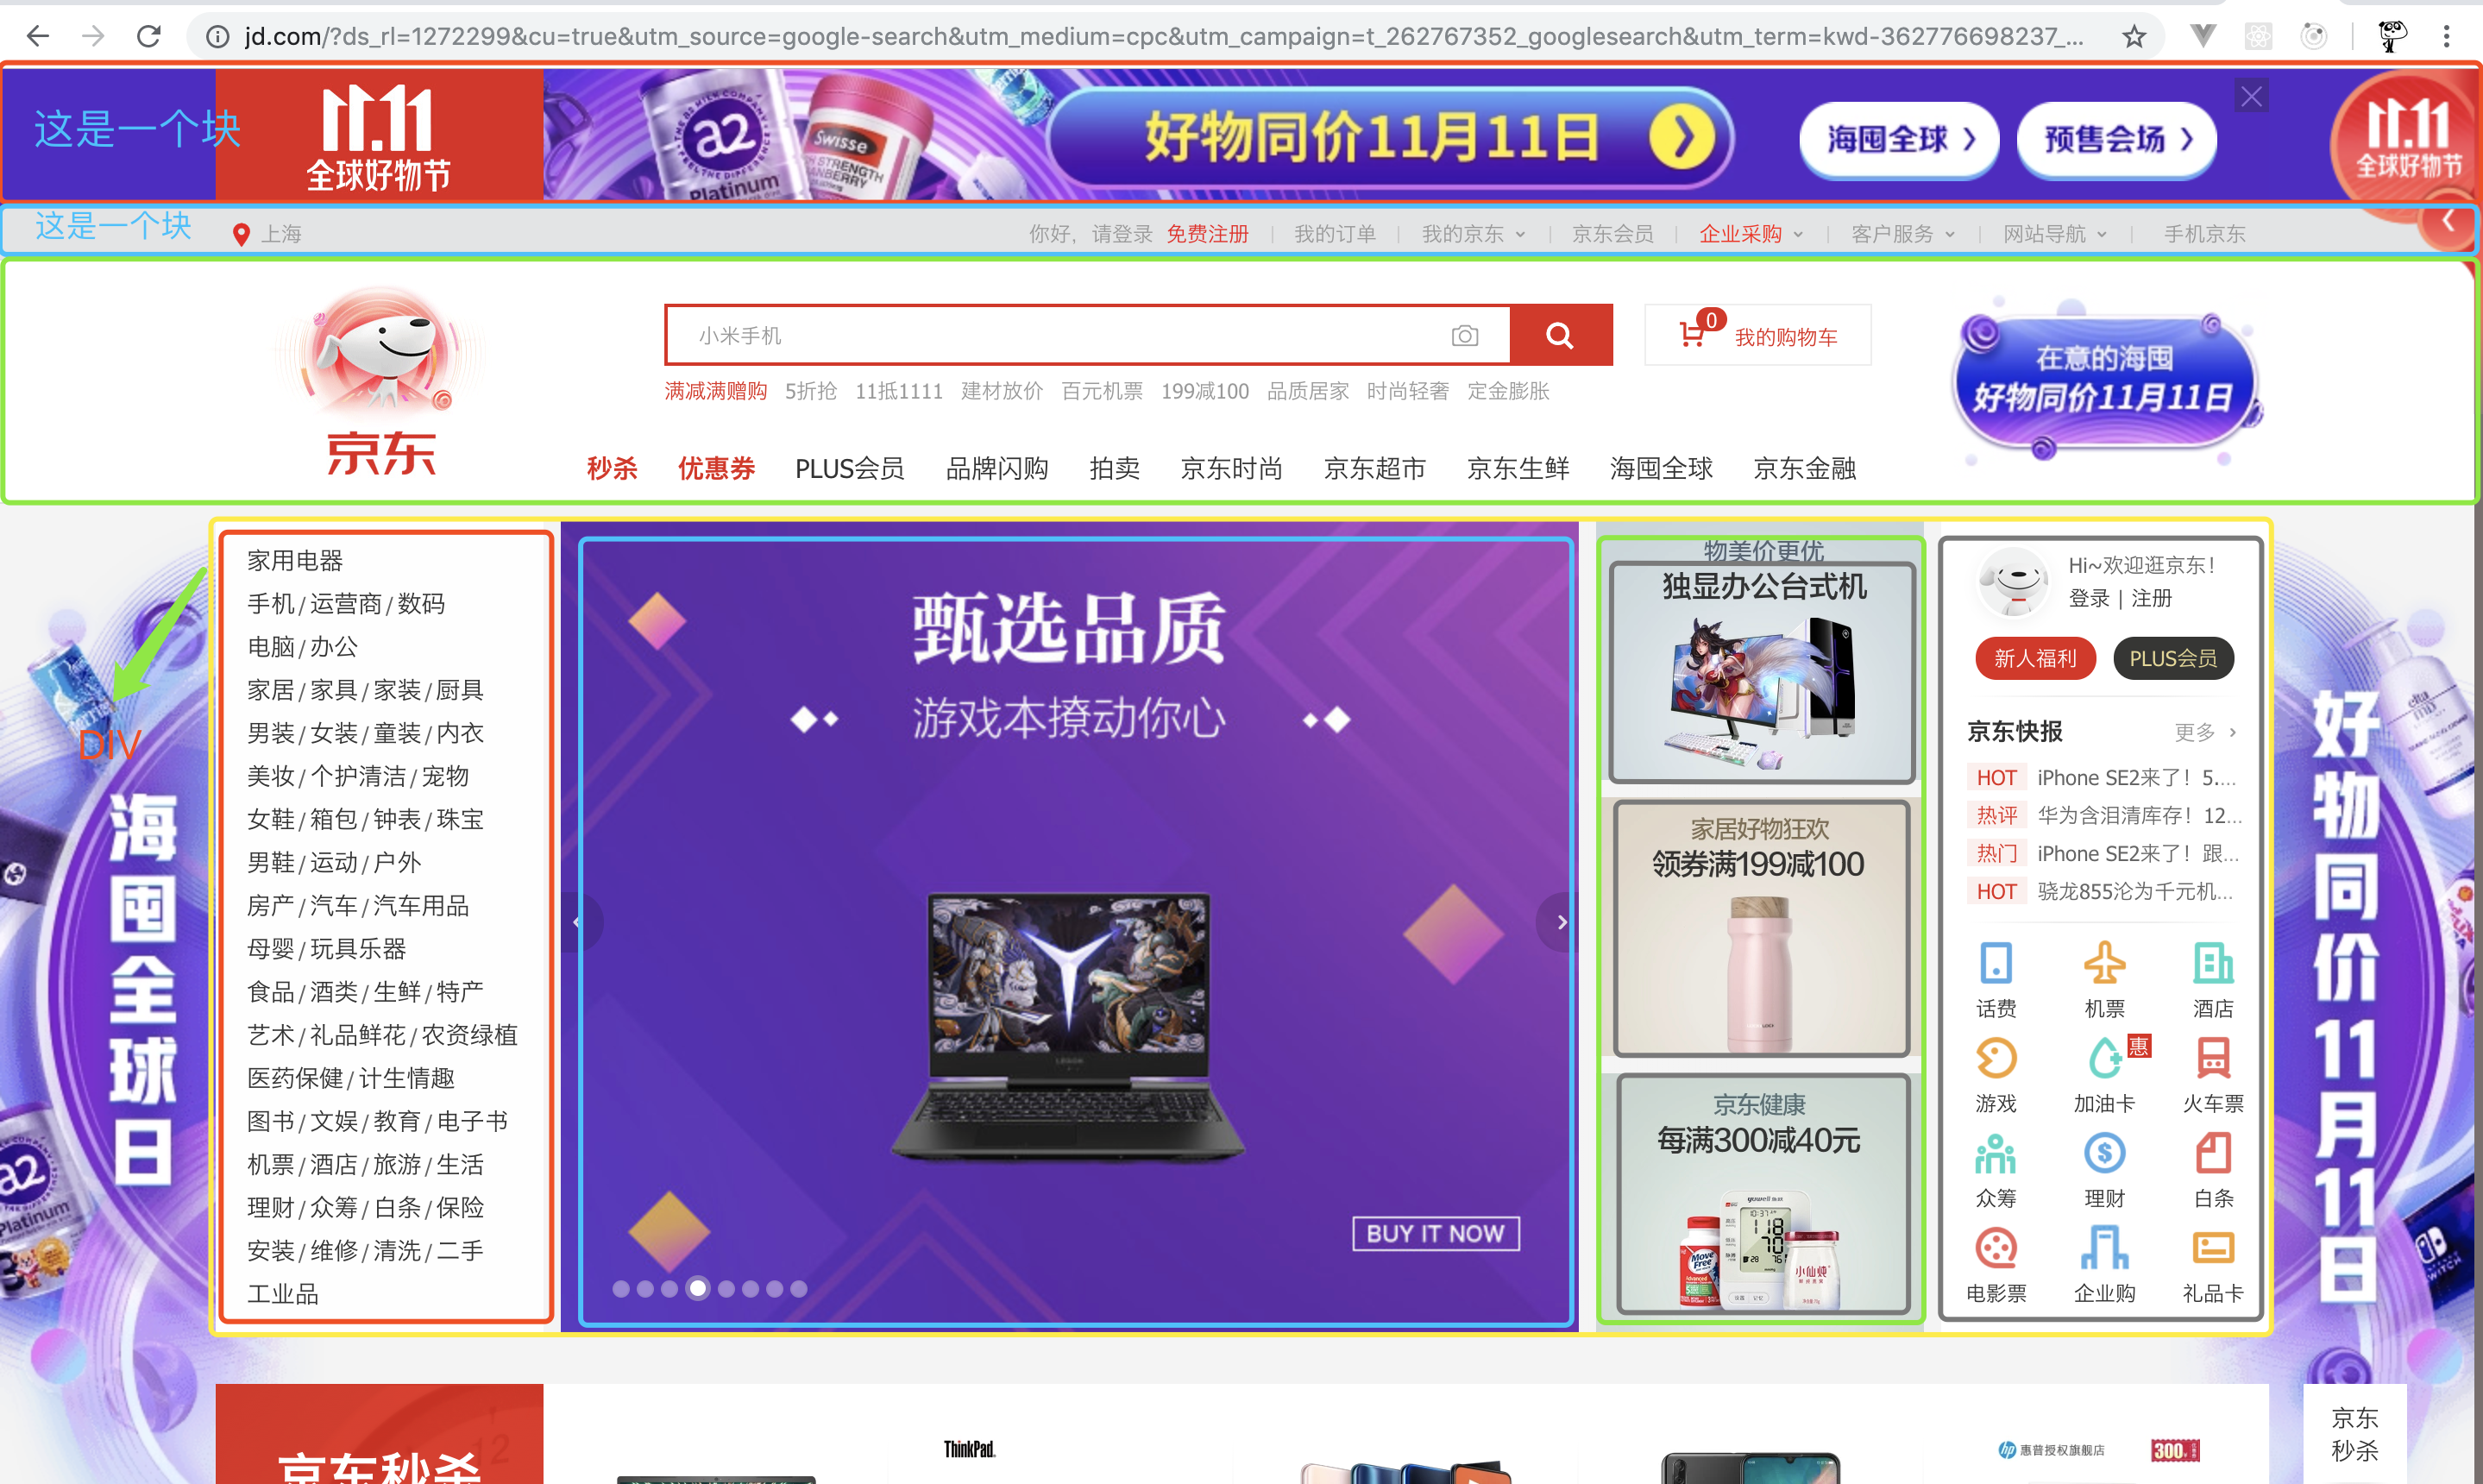 jd.com/?ds_rl=1272299&cu=true&utm_source=google-search&utm_medium=cpc&utm_campaign=t_262767352_googlesearch&utm_term=kwd-362776698237_...
这是一个块
11.11
全球好物节
a2
Platinum
Swisse
好物同价11月11日
海囤全球
预售会场
11.11
全球好物节
这是一个块
上海
你好，请登录 免费注册
我的订单
我的京东
京东会员
企业采购
客户服务
网站导航
手机京东
京东
小米手机
0
我的购物车
满减满赠购 5折抢 11抵1111 建材放价 百元机票 199减100 品质居家 时尚轻奢 定金膨胀
秒杀 优惠券 PLUS会员 品牌闪购 拍卖 京东时尚 京东超市 京东生鲜 海囤全球 京东金融
在意的海囤
好物同价11月11日
DIV
海囤全球日
a2
Platinum
家用电器
手机/运营商/数码
电脑/办公
家居/家具/家装/厨具
男装/女装/童装/内衣
美妆/个护清洁/宠物
女鞋/箱包/钟表/珠宝
男鞋/运动/户外
房产/汽车/汽车用品
母婴/玩具乐器
食品/酒类/生鲜/特产
艺术/礼品鲜花/农资绿植
医药保健/计生情趣
图书/文娱/教育/电子书
机票/酒店/旅游/生活
理财/众筹/白条/保险
安装/维修/清洗/二手
工业品
甄选品质
游戏本撩动你心
BUY IT NOW
物美价更优
独显办公台式机
家居好物狂欢
领券满199减100
京东健康
每满300减40元
Hi~欢迎逛京东！
登录 | 注册
新人福利
PLUS会员
京东快报
更多
HOT iPhone SE2来了！5....
热评 华为含泪清库存！12...
热门 iPhone SE2来了！跟...
HOT 骁龙855沦为千元机...
话费
机票
酒店
游戏
惠
加油卡
火车票
众筹
理财
白条
电影票
企业购
礼品卡
好物同价11月11日
京东秒杀
ThinkPad
hp 惠普授权旗舰店
300
京东
秒杀